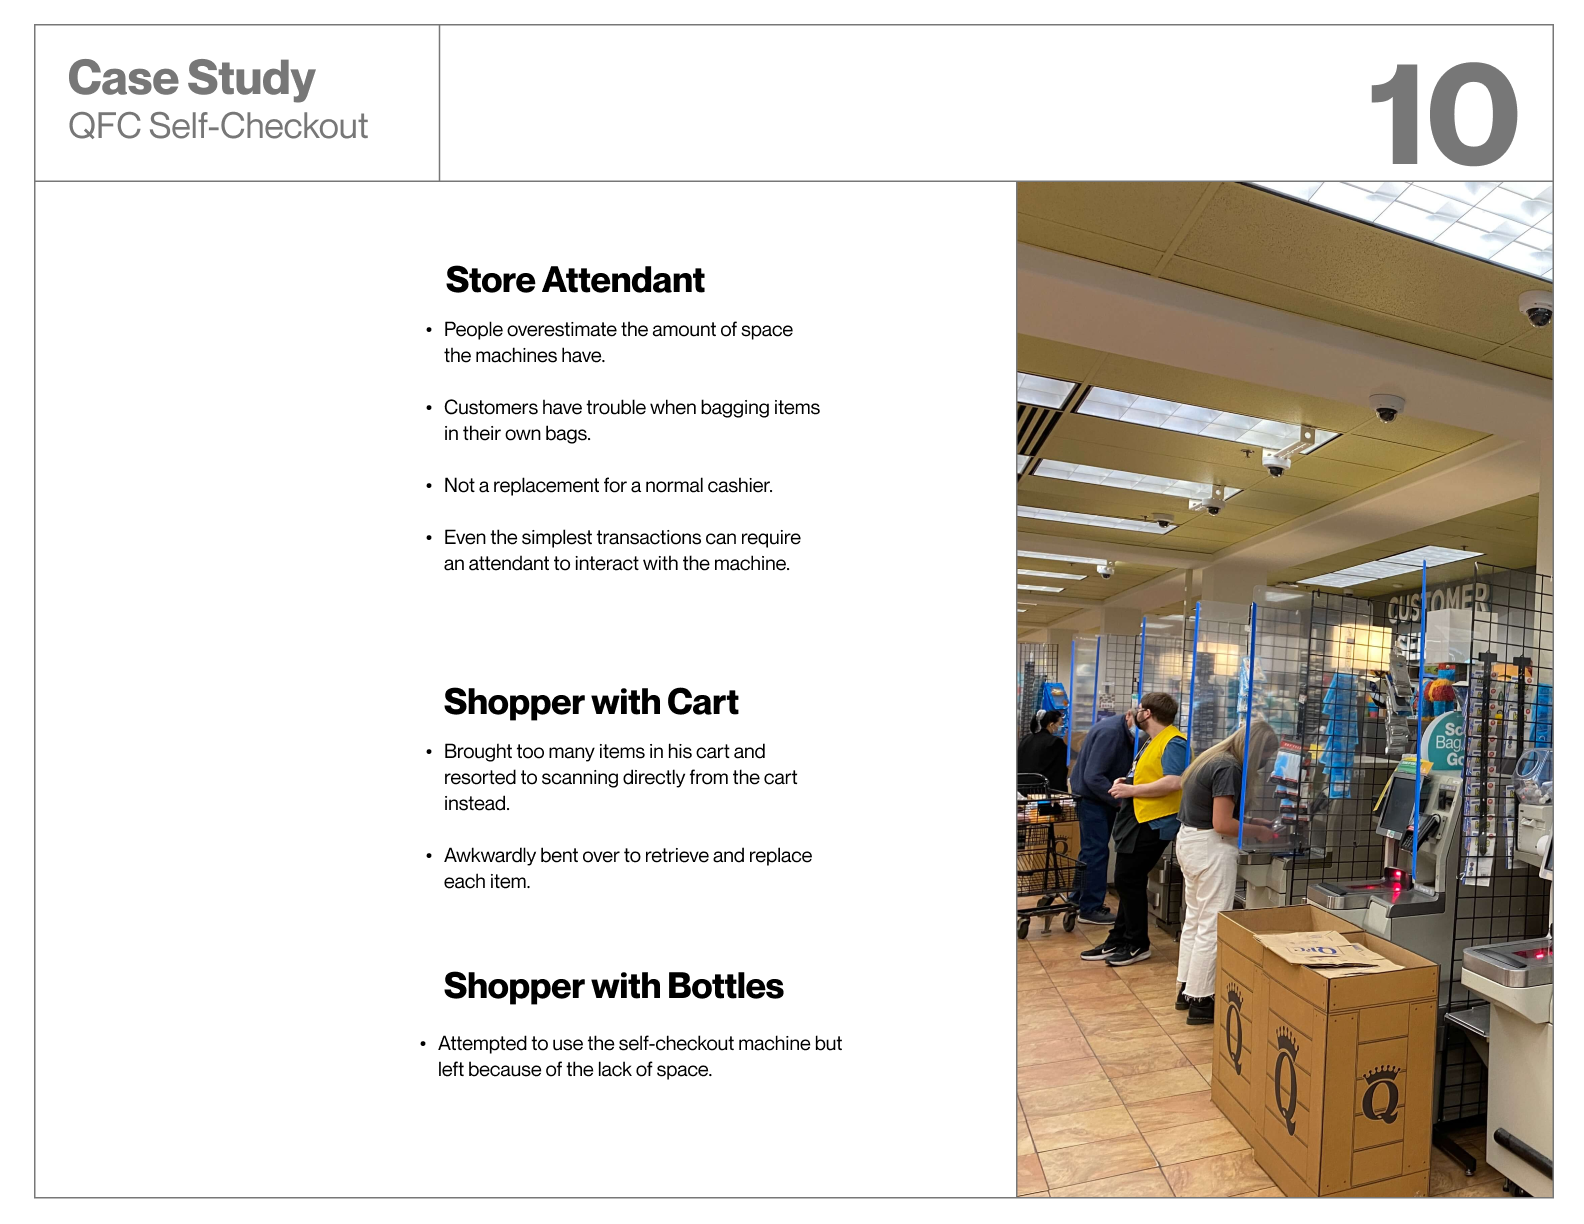 Case Study
QFC Self-Checkout
10
Store Attendant
• People overestimate the amount of space
the machines have.
• Customers have trouble when bagging items
in their own bags.
• Not a replacement for a normal cashier.
• Even the simplest transactions can require
an attendant to interact with the machine.
Shopper with Cart
• Brought too many items in his cart and
resorted to scanning directly from the cart
instead.
• Awkwardly bent over to retrieve and replace
each item.
Shopper with Bottles
• Attempted to use the self-checkout machine but
left because of the lack of space.
CUSTOMER
Bag,
Go
QFC
Q
Q
Q
Q